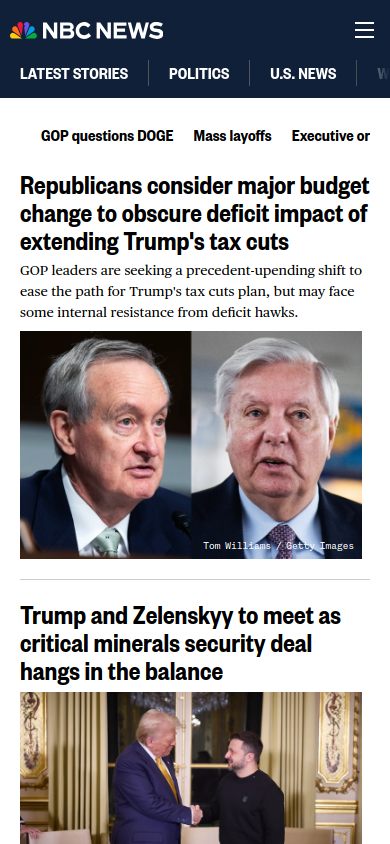 NBC NEWS
LATEST STORIES POLITICS U.S. NEWS
GOP questions DOGE Mass layoffs Executive or
Republicans consider major budget
change to obscure deficit impact of
extending Trump's tax cuts
GOP leaders are seeking a precedent-upending shift to
ease the path for Trump's tax cuts plan, but may face
some internal resistance from deficit hawks.
Tom Williams / Getty Images
Trump and Zelenskyy to meet as
critical minerals security deal
hangs in the balance